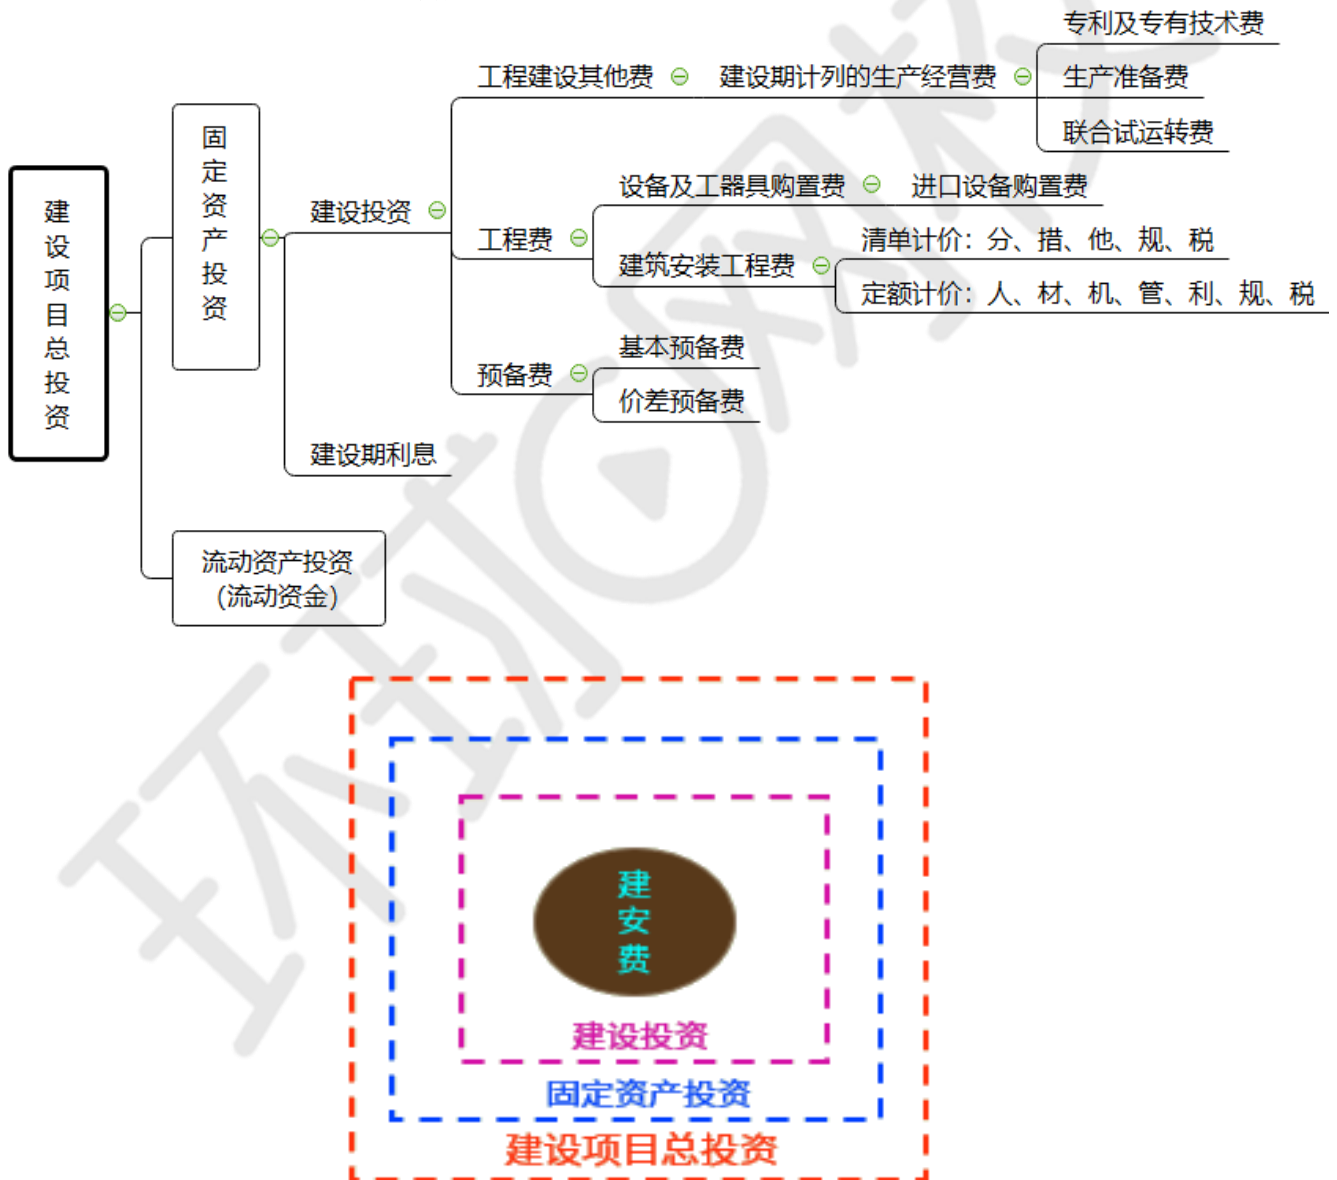 专利及专有技术费
工程建设其他费
建设期计列的生产经营费
生产准备费
联合试运转费
固定资产投资
设备及工器具购置费
进口设备购置费
建设项目总投资
建设投资
工程费
清单计价：分、措、他、规、税
建筑安装工程费
定额计价：人、材、机、管、利、规、税
基本预备费
预备费
价差预备费
建设期利息
流动资产投资
（流动资金）
建安费
建设投资
固定资产投资
建设项目总投资
环球网校